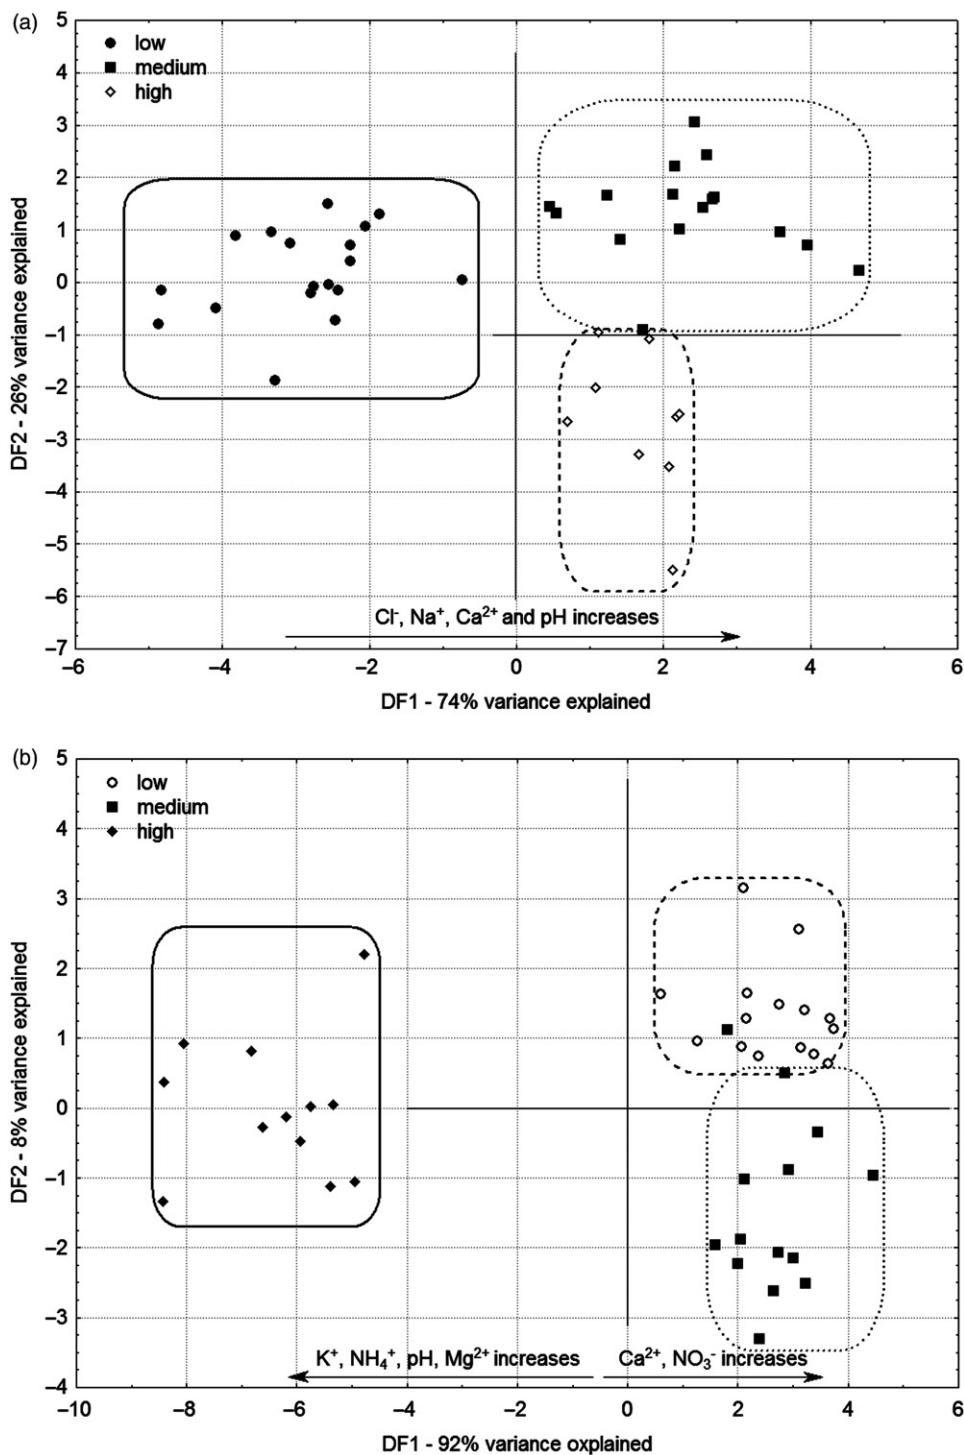 (a)
5
low
4
medium
high
3
2
1
0
–1
–2
–3
–4
–5
–6
–7
DF2 - 26% variance explained
Cl⁻, Na⁺, Ca²⁺ and pH increases
–6 –4 –2 0 2 4 6
DF1 - 74% variance explained
(b)
5
low
medium
4
high
3
2
1
0
–1
–2
–3
–4
DF2 - 8% variance explained
K⁺, NH₄⁺, pH, Mg²⁺ increases Ca²⁺, NO₃⁻ increases
–10 –8 –6 –4 –2 0 2 4 6
DF1 - 92% variance oxplained